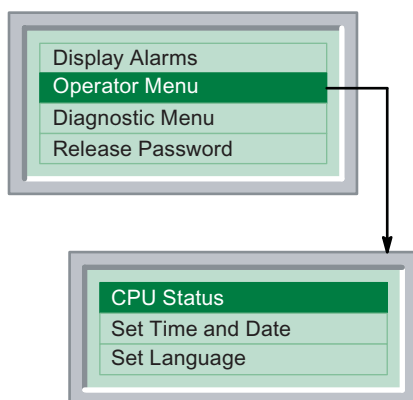 Display Alarms
Operator Menu
Diagnostic Menu
Release Password
CPU Status
Set Time and Date
Set Language